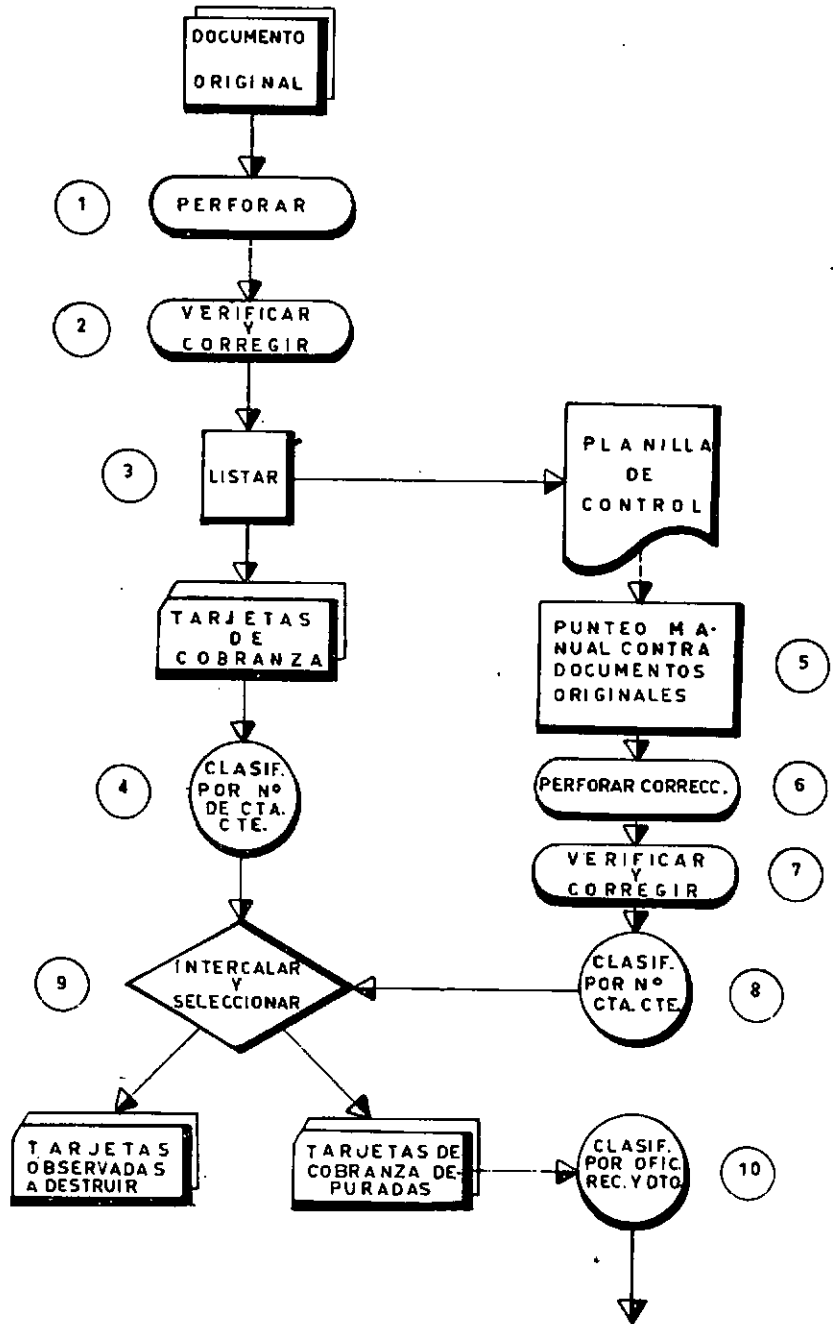 DOCUMENTO
ORIGINAL
1
PERFORAR
2
VERIFICAR
Y
CORREGIR
3
LISTAR
PLANILLA
DE
CONTROL
TARJETAS
DE
COBRANZA
PUNTEO MA-
NUAL CONTRA
DOCUMENTOS
ORIGINALES
5
4
CLASIF.
POR Nº
DE CTA.
CTE.
PERFORAR CORRECC.
6
VERIFICAR
Y
CORREGIR
7
9
INTERCALAR
Y
SELECCIONAR
CLASIF.
POR Nº
CTA. CTE.
8
TARJETAS
OBSERVADAS
A DESTRUIR
TARJETAS DE
COBRANZA DE-
PURADAS
CLASIF.
POR OFIC.
REC. Y DTO.
10